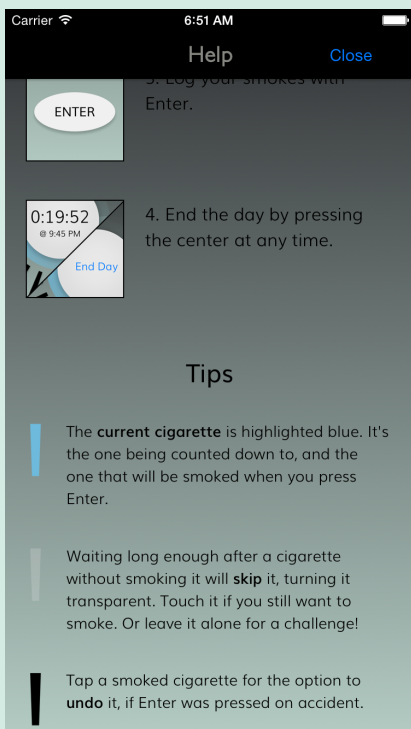 Carrier 6:51 AM
Help Close
3. Log your smokes with
ENTER
Enter.
0:19:52
@ 9:45 PM
End Day
4. End the day by pressing
the center at any time.
Tips
The current cigarette is highlighted blue. It's
the one being counted down to, and the
one that will be smoked when you press
Enter.
Waiting long enough after a cigarette
without smoking it will skip it, turning it
transparent. Touch it if you still want to
smoke. Or leave it alone for a challenge!
Tap a smoked cigarette for the option to
undo it, if Enter was pressed on accident.